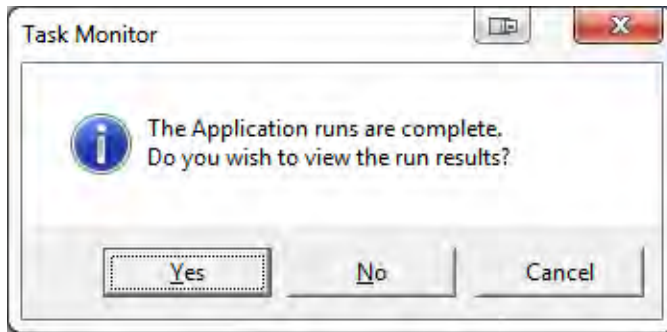 Task Monitor
The Application runs are complete.
Do you wish to view the run results?
Yes
No
Cancel